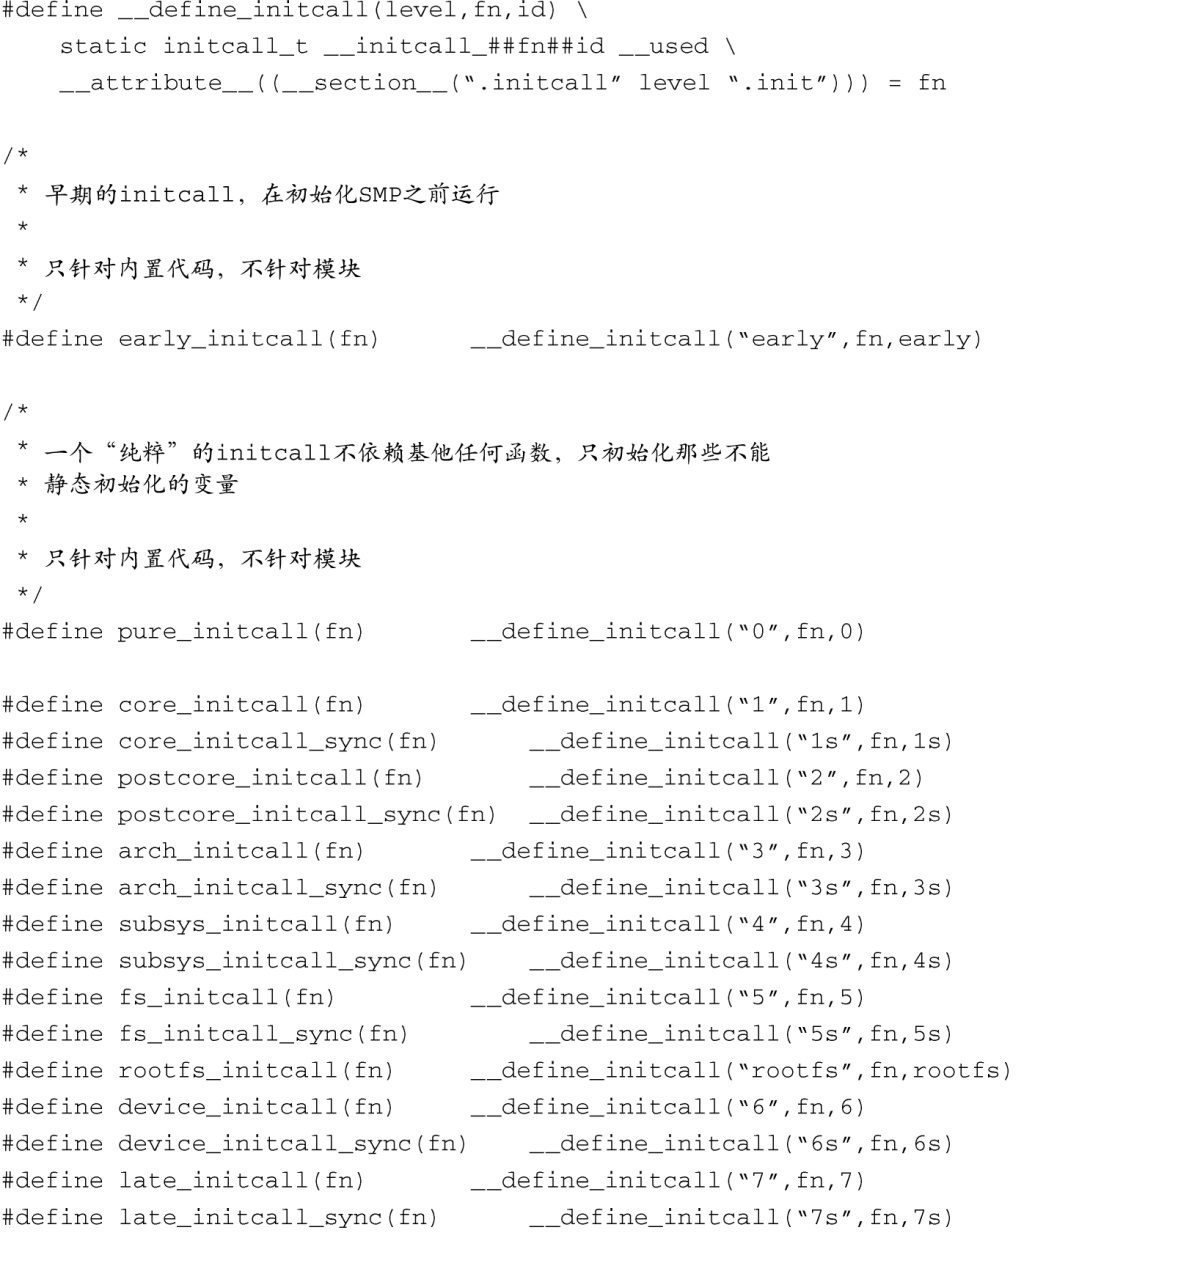 #define __define_initcall(level,fn,id) \
    static initcall_t __initcall_##fn##id __used \
    __attribute__((__section__(“.initcall” level “.init”))) = fn
/*
 * 早期的initcall，在初始化SMP之前运行
 *
 * 只针对内置代码，不针对模块
 */
#define early_initcall(fn)      __define_initcall(“early”,fn,early)
/*
 * 一个“纯粹”的initcall不依赖基他任何函数，只初始化那些不能
 * 静态初始化的变量
 *
 * 只针对内置代码，不针对模块
 */
#define pure_initcall(fn)       __define_initcall(“0”,fn,0)
#define core_initcall(fn)       __define_initcall(“1”,fn,1)
#define core_initcall_sync(fn)      __define_initcall(“1s”,fn,1s)
#define postcore_initcall(fn)       __define_initcall(“2”,fn,2)
#define postcore_initcall_sync(fn)  __define_initcall(“2s”,fn,2s)
#define arch_initcall(fn)       __define_initcall(“3”,fn,3)
#define arch_initcall_sync(fn)      __define_initcall(“3s”,fn,3s)
#define subsys_initcall(fn)     __define_initcall(“4”,fn,4)
#define subsys_initcall_sync(fn)    __define_initcall(“4s”,fn,4s)
#define fs_initcall(fn)         __define_initcall(“5”,fn,5)
#define fs_initcall_sync(fn)        __define_initcall(“5s”,fn,5s)
#define rootfs_initcall(fn)     __define_initcall(“rootfs”,fn,rootfs)
#define device_initcall(fn)     __define_initcall(“6”,fn,6)
#define device_initcall_sync(fn)    __define_initcall(“6s”,fn,6s)
#define late_initcall(fn)       __define_initcall(“7”,fn,7)
#define late_initcall_sync(fn)      __define_initcall(“7s”,fn,7s)